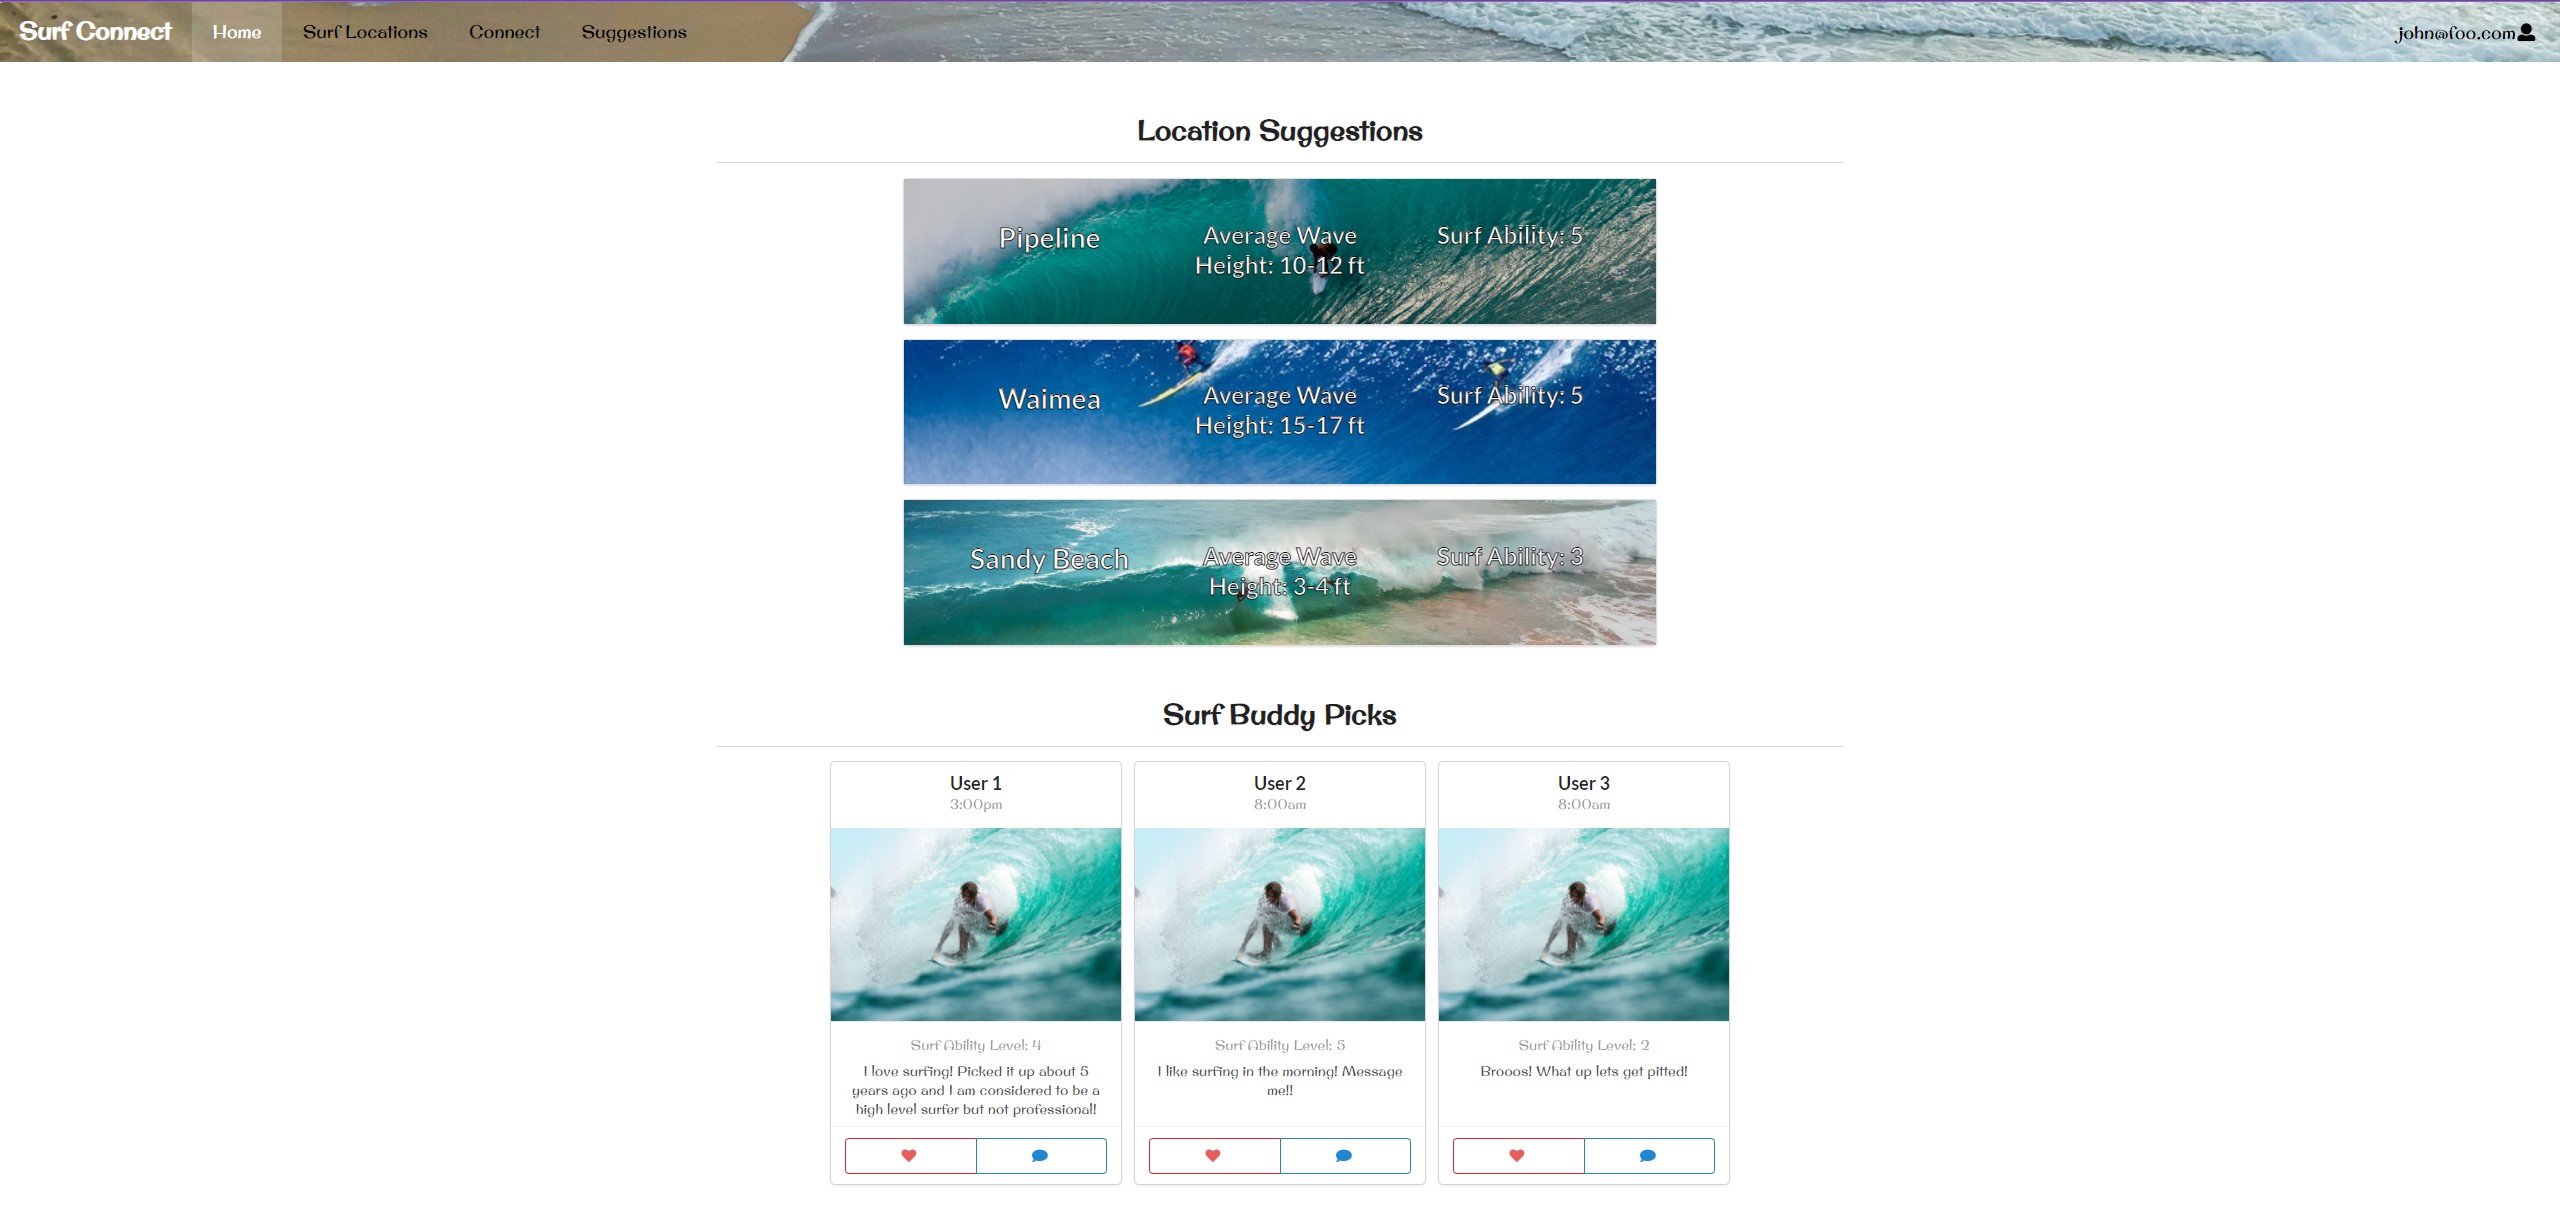 Surf Connect Home Surf Locations Connect Suggestions john@foo.com
Location Suggestions
Pipeline
Average Wave
Height: 10-12 ft
Surf Ability: 5
Waimea
Average Wave
Height: 15-17 ft
Surf Ability: 5
Sandy Beach
Average Wave
Height: 3-4 ft
Surf Ability: 3
Surf Buddy Picks
User 1
3:00pm
Surf Ability Level: 4
I love surfing! Picked it up about 5
years ago and I am considered to be a
high level surfer but not professional!
User 2
8:00am
Surf Ability Level: 5
I like surfing in the morning! Message
me!!
User 3
8:00am
Surf Ability Level: 2
Brooos! What up lets get pitted!